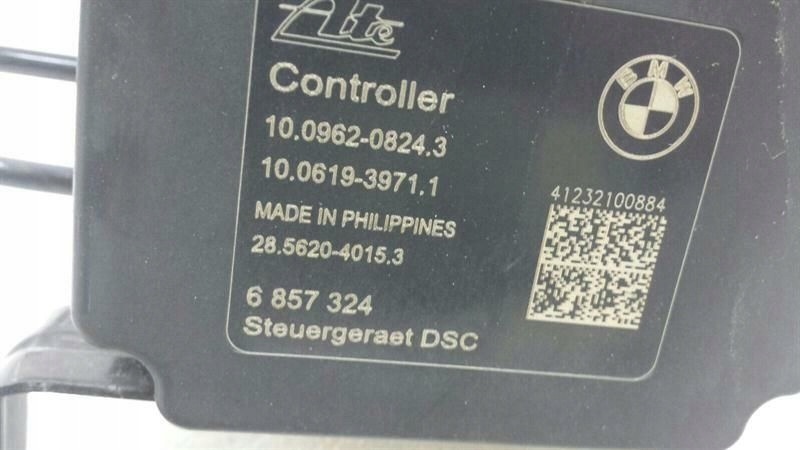 Ate
Controller
10.0962-0824.3
10.0619-3971.1
MADE IN PHILIPPINES
28.5620-4015.3
6 857 324
Steuergeraet DSC
BMW
41232100884